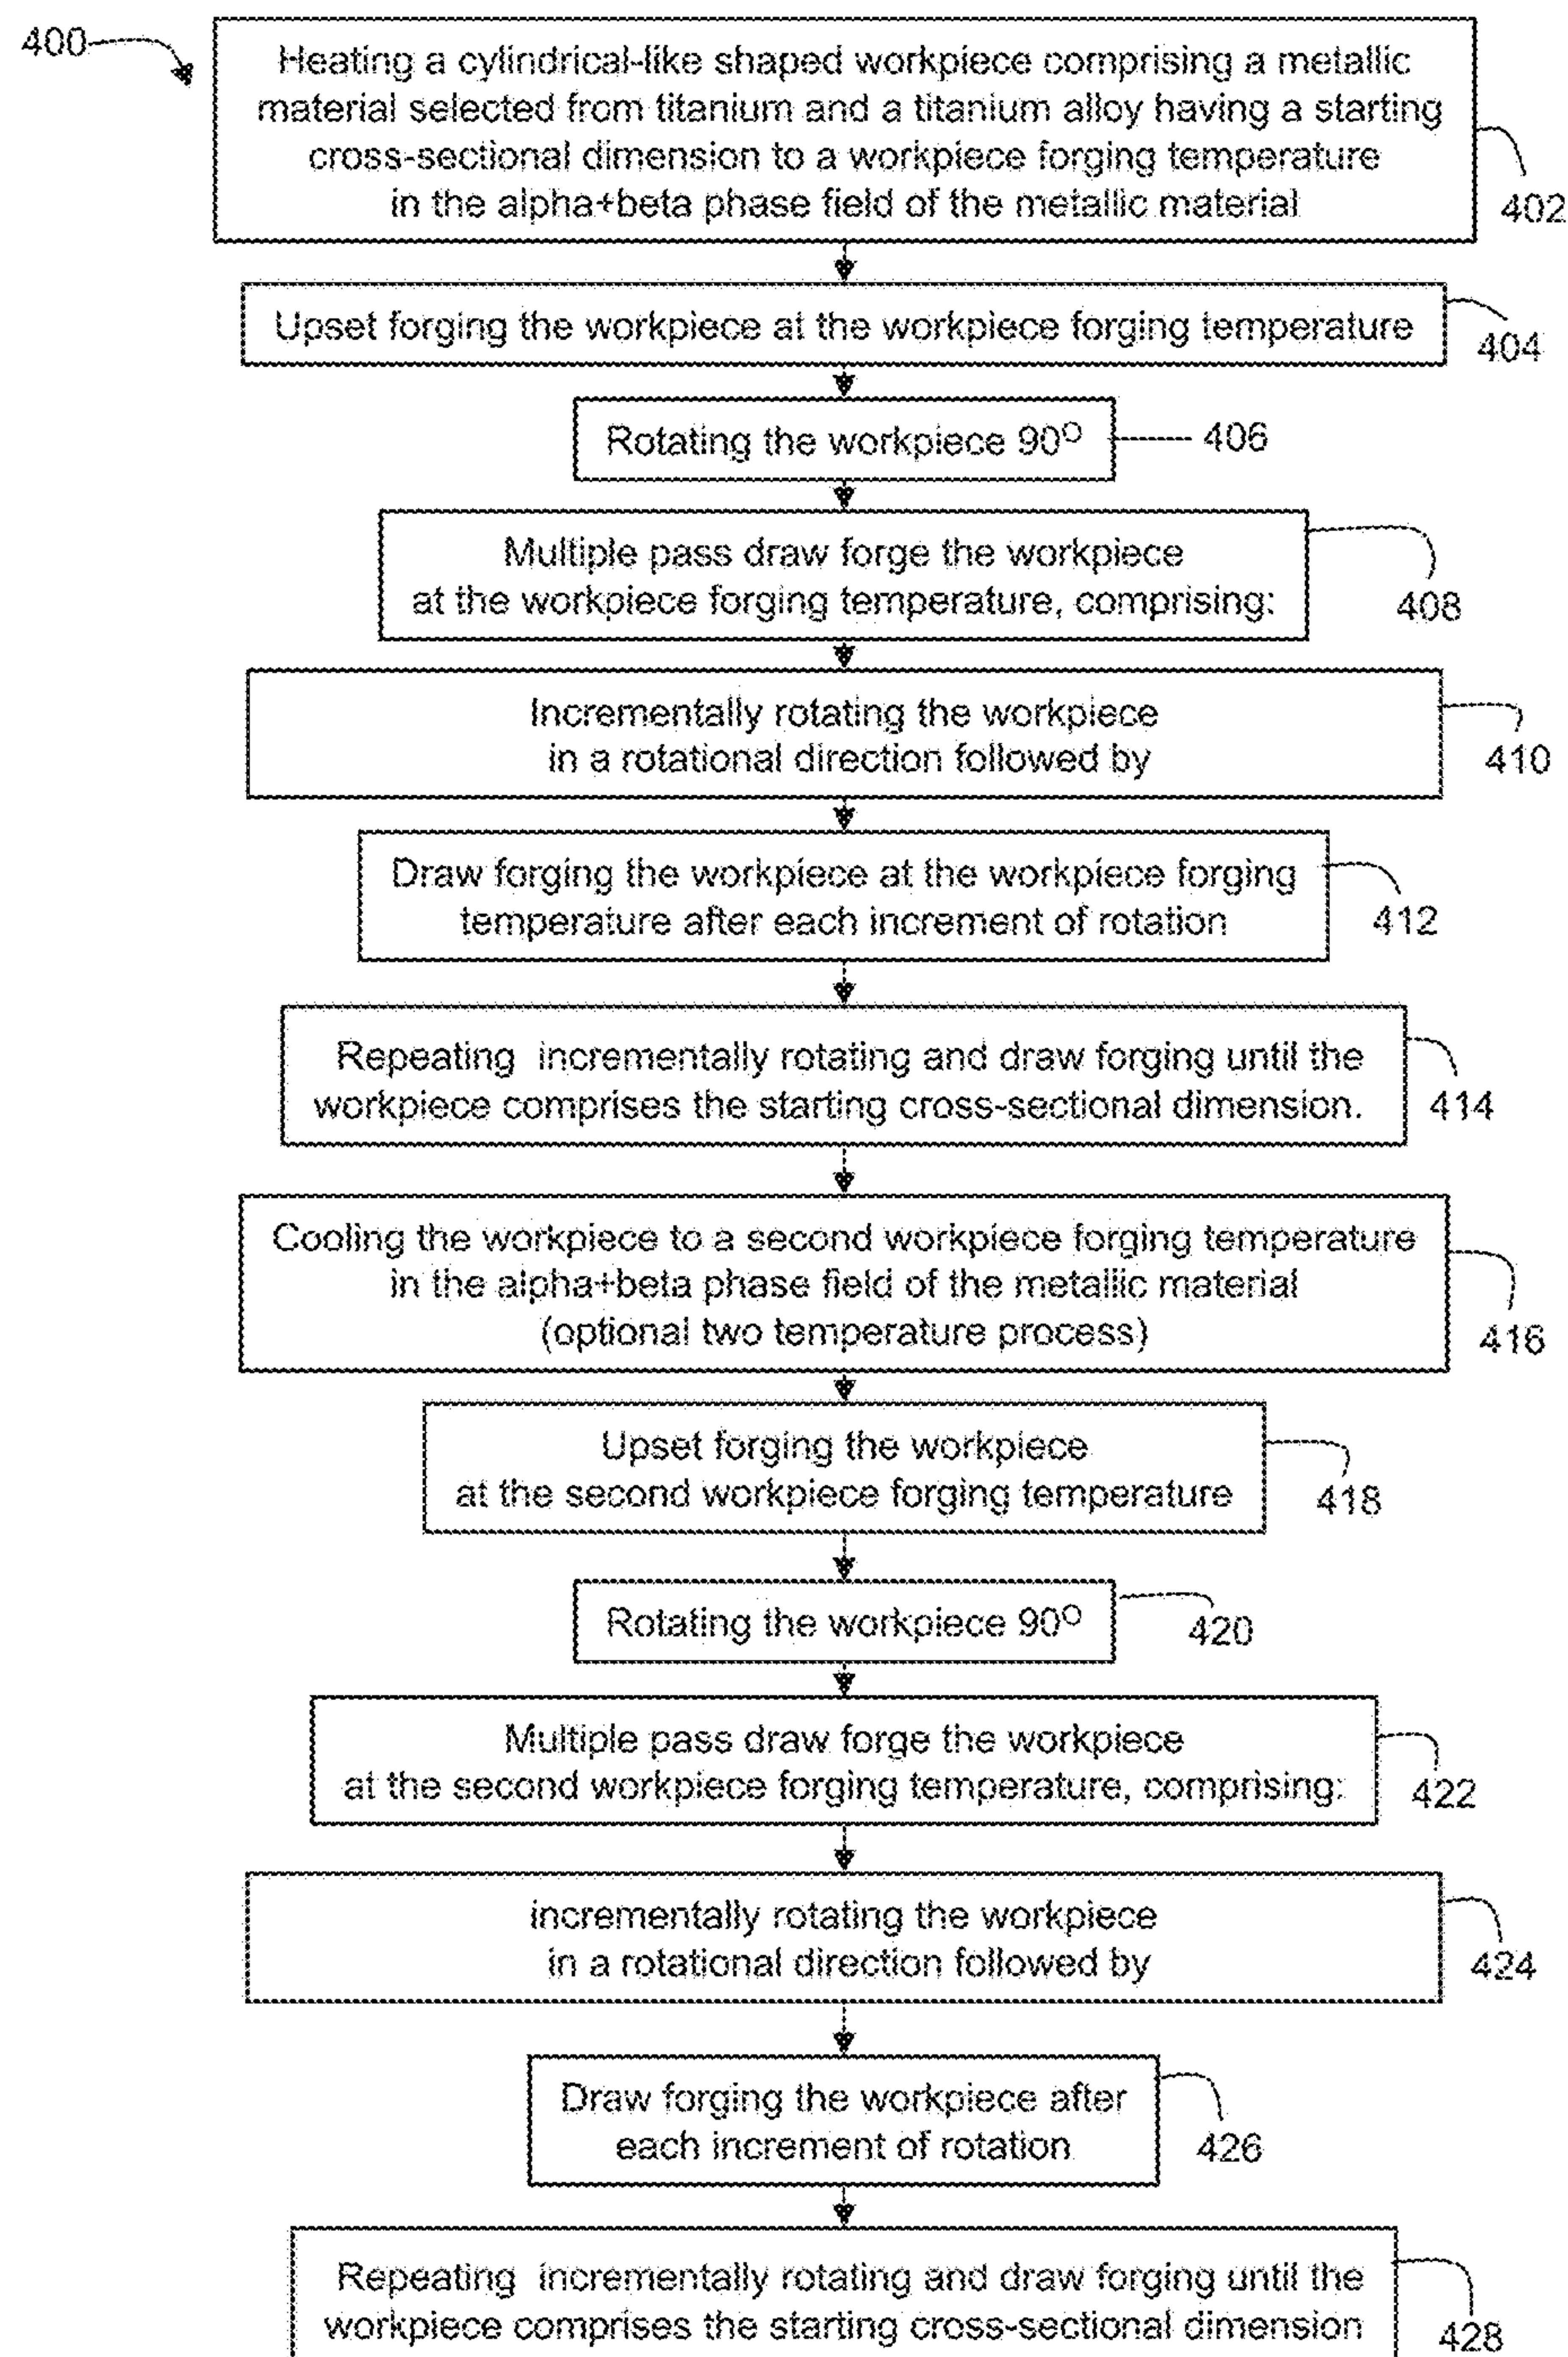 400
Heating a cylindrical-like shaped workpiece comprising a metallic
material selected from titanium and a titanium alloy having a starting
cross-sectional dimension to a workpiece forging temperature
in the alpha+beta phase field of the metallic material
402
Upset forging the workpiece at the workpiece forging temperature
404
Rotating the workpiece 90°
406
Multiple pass draw forge the workpiece
at the workpiece forging temperature, comprising:
408
Incrementally rotating the workpiece
in a rotational direction followed by
410
Draw forging the workpiece at the workpiece forging
temperature after each increment of rotation
412
Repeating incrementally rotating and draw forging until the
workpiece comprises the starting cross-sectional dimension.
414
Cooling the workpiece to a second workpiece forging temperature
in the alpha+beta phase field of the metallic material
(optional two temperature process)
416
Upset forging the workpiece
at the second workpiece forging temperature
418
Rotating the workpiece 90°
420
Multiple pass draw forge the workpiece
at the second workpiece forging temperature, comprising:
422
incrementally rotating the workpiece
in a rotational direction followed by
424
Draw forging the workpiece after
each increment of rotation
426
Repeating incrementally rotating and draw forging until the
workpiece comprises the starting cross-sectional dimension
428